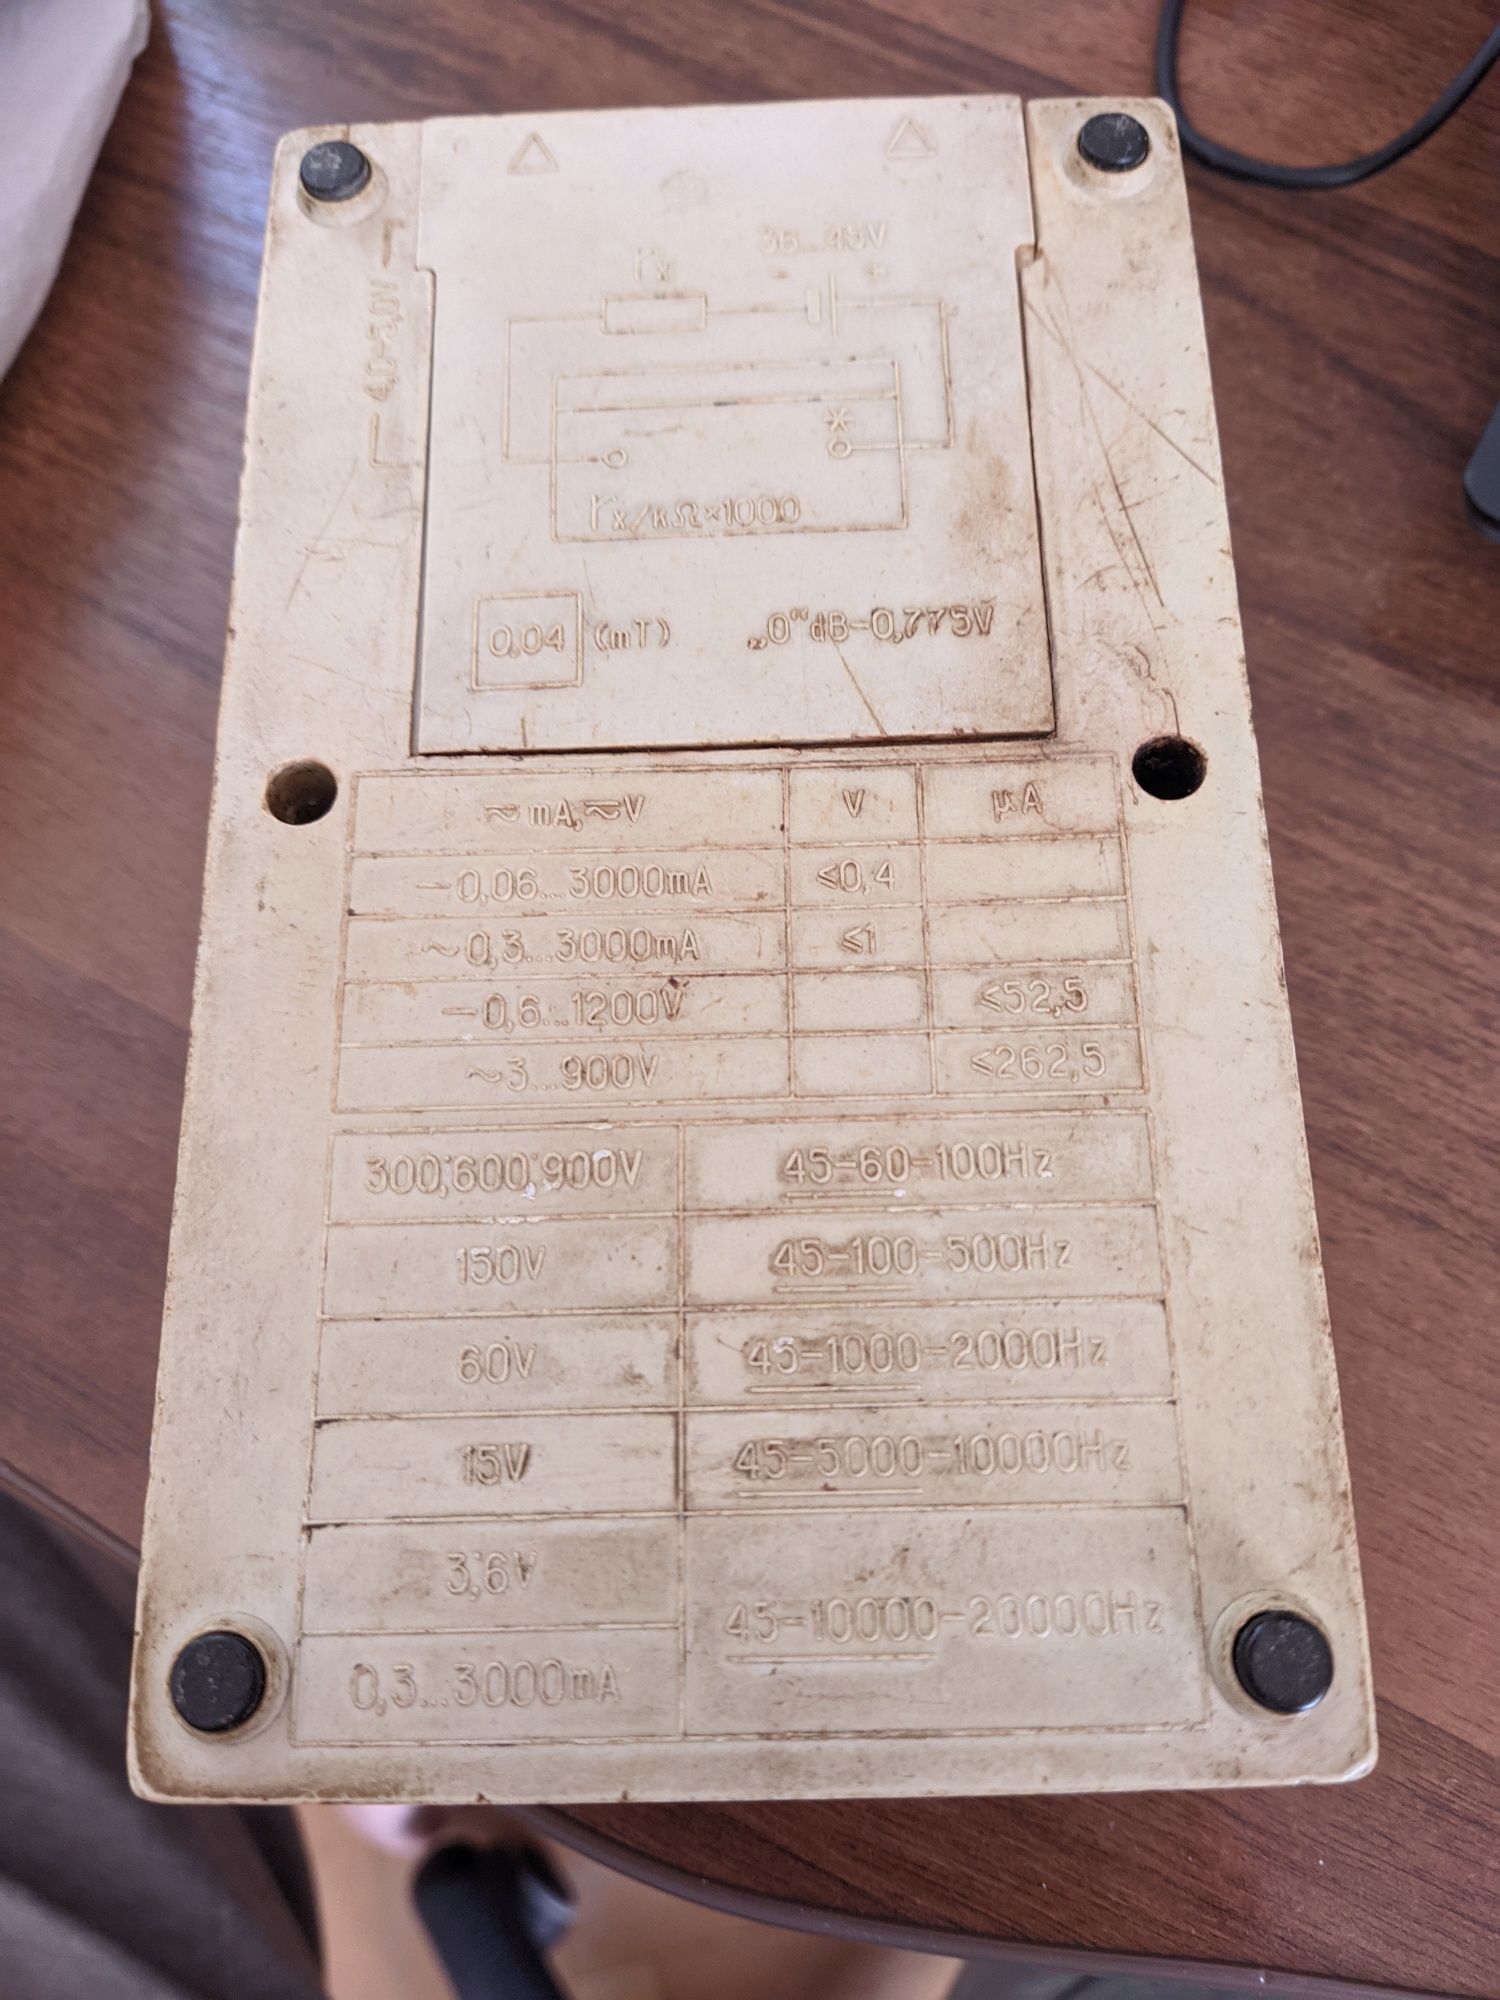 36...45V
rx
- +
⎡4,0-5,0V⎤
*
rx/kΩ×1000
0,04 (mT) „0“dB-0,775V
≂ mA,≂V V μA
−0,06...3000mA ≤0,4
~0,3...3000mA ≤1
−0,6...1200V ≤52,5
~3...900V ≤262,5
300;600;900V 45-60-100Hz
150V 45-100-500Hz
60V 45-1000-2000Hz
15V 45-5000-10000Hz
3;6V
45-10000-20000Hz
0,3...3000mA